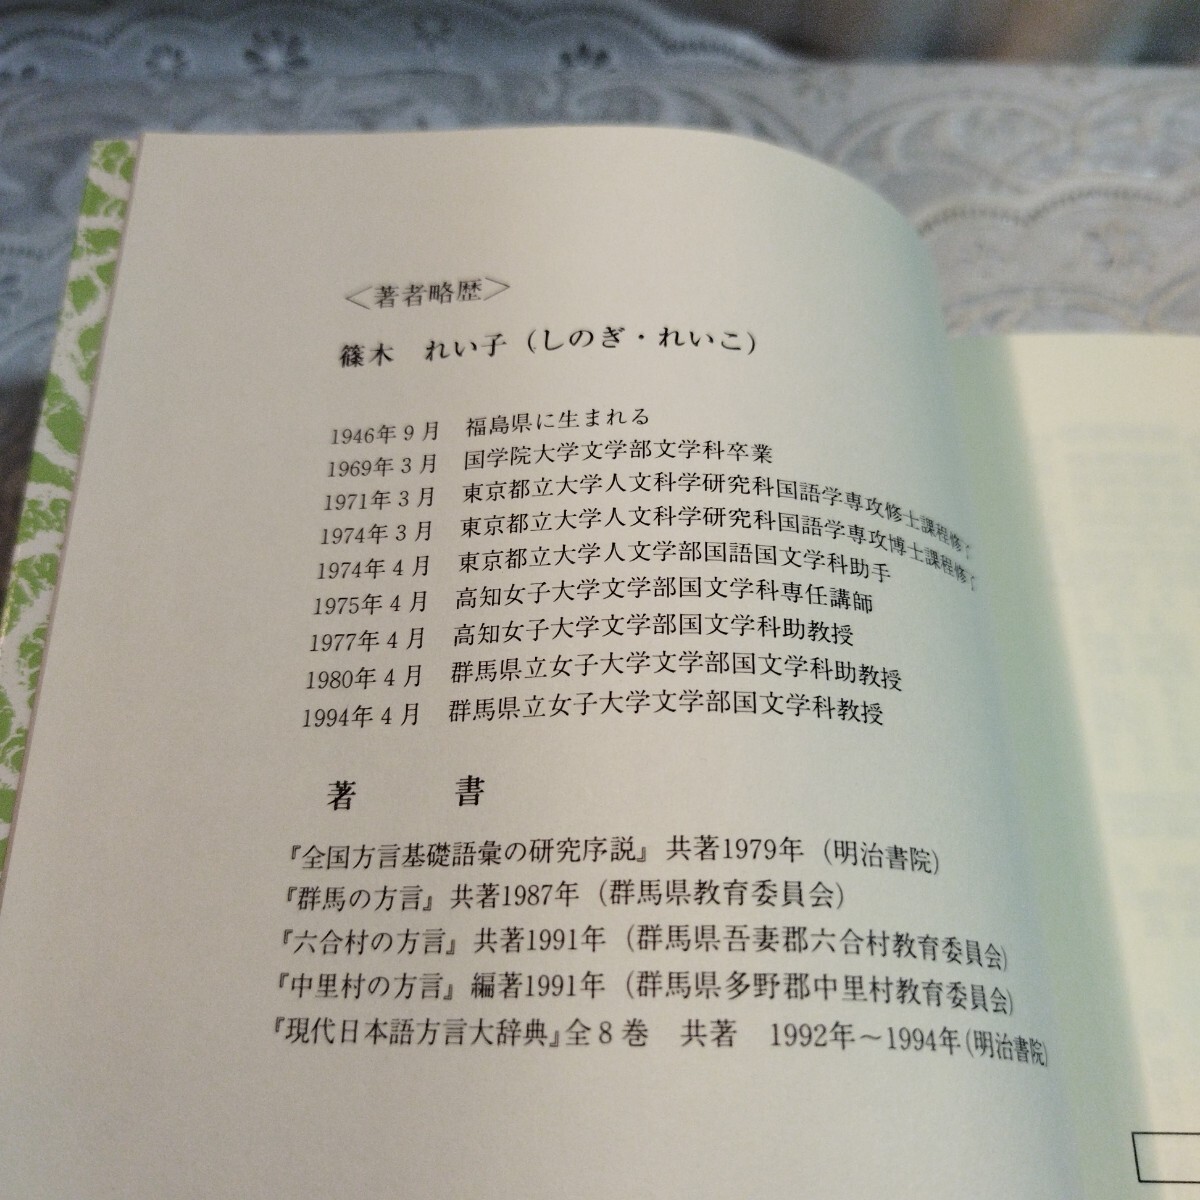 ＜著者略歴＞
篠木　れい子（しのぎ・れいこ）
1946年９月　福島県に生まれる
1969年３月　国学院大学文学部文学科卒業
1971年３月　東京都立大学人文科学研究科国語学専攻修士課程修了
1974年３月　東京都立大学人文科学研究科国語学専攻博士課程修了
1974年４月　東京都立大学人文学部国語国文学科助手
1975年４月　高知女子大学文学部国文学科専任講師
1977年４月　高知女子大学文学部国文学科助教授
1980年４月　群馬県立女子大学文学部国文学科助教授
1994年４月　群馬県立女子大学文学部国文学科教授
著　　書
『全国方言基礎語彙の研究序説』共著1979年（明治書院）
『群馬の方言』共著1987年（群馬県教育委員会）
『六合村の方言』共著1991年（群馬県吾妻郡六合村教育委員会）
『中里村の方言』編著1991年（群馬県多野郡中里村教育委員会）
『現代日本語方言大辞典』全８巻　共著　1992年～1994年（明治書院）